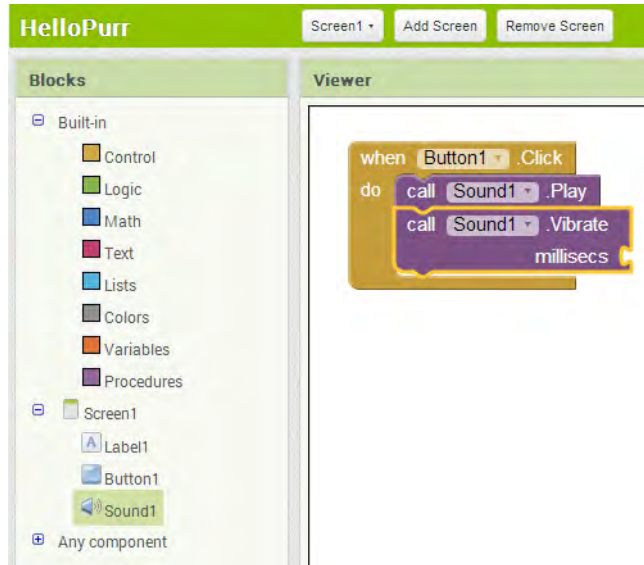 HelloPurr
Screen1
Add Screen
Remove Screen
Blocks
Viewer
Built-in
Control
Logic
Math
Text
Lists
Colors
Variables
Procedures
Screen1
A Label1
Button1
Sound1
Any component
when Button1 .Click
do call Sound1 .Play
call Sound1 .Vibrate
millisecs